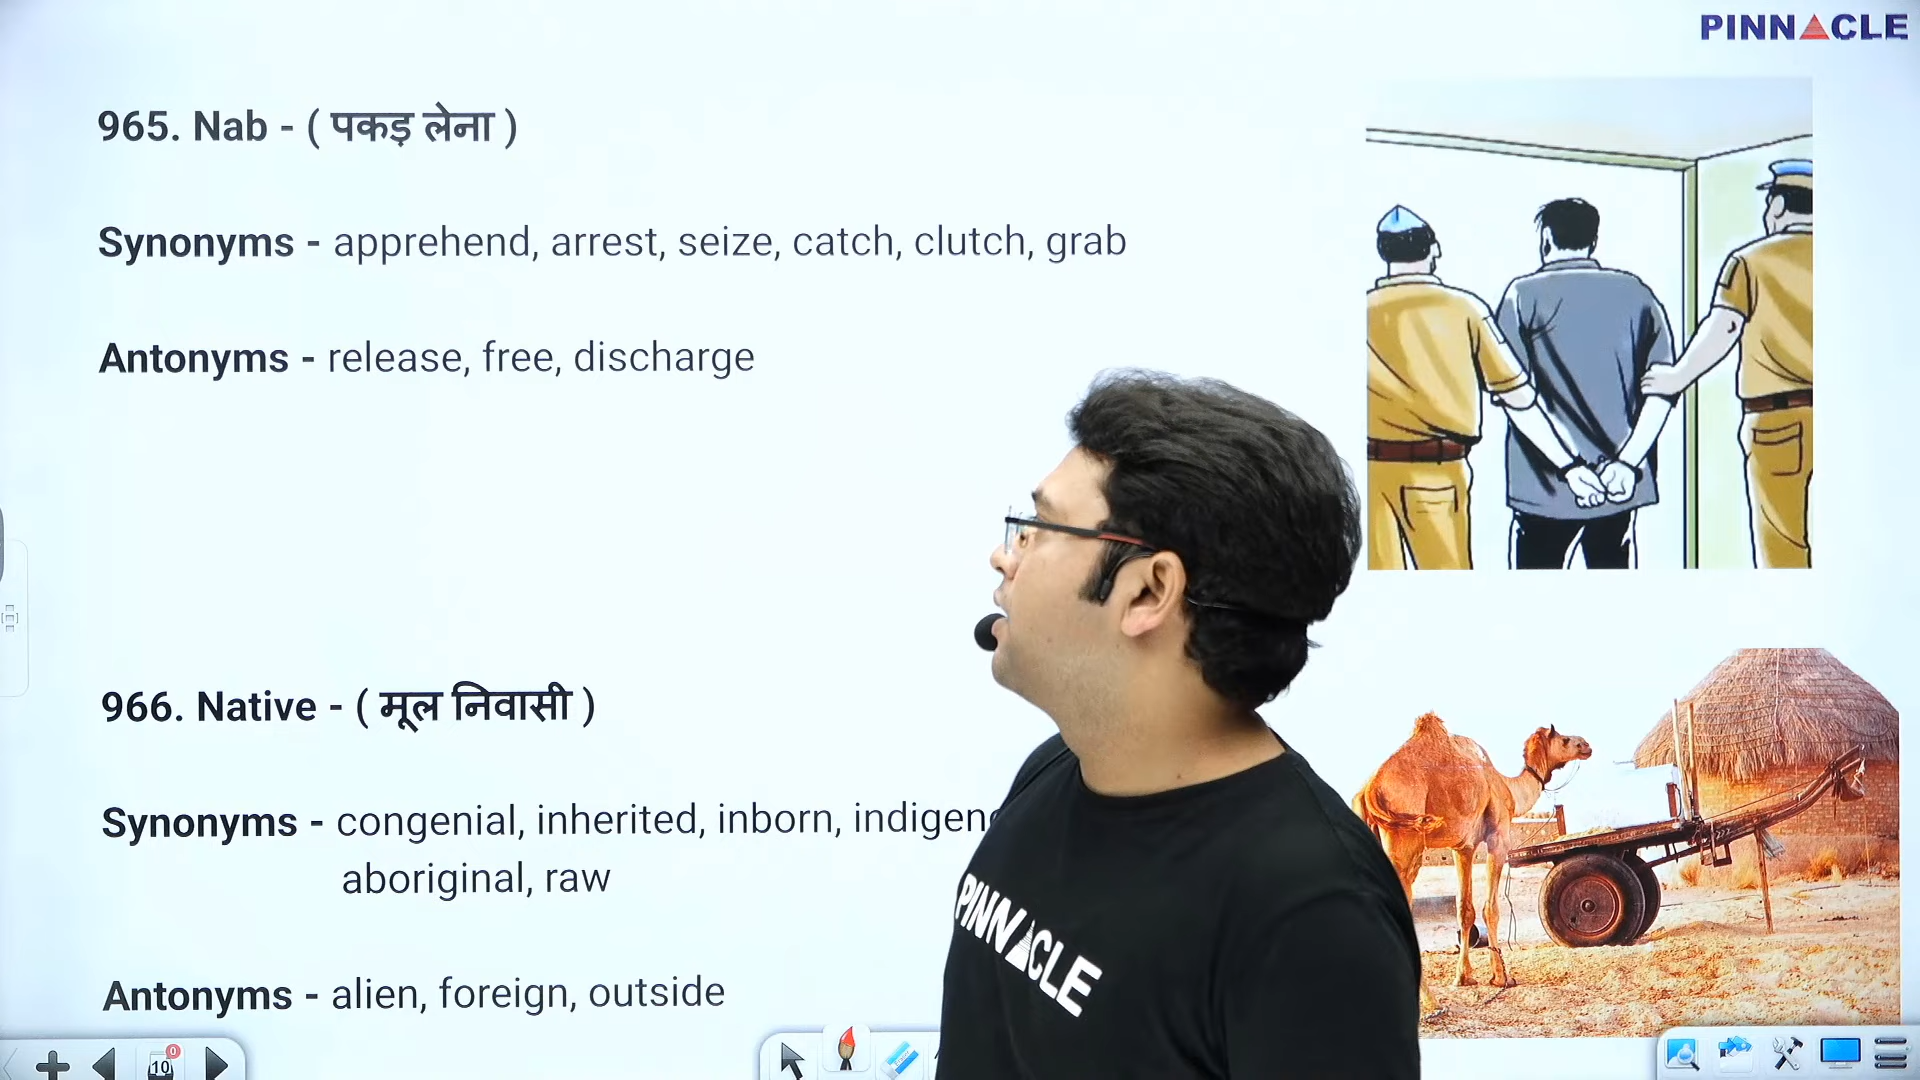 PINNACLE
965. Nab - ( पकड़ लेना )
Synonyms - apprehend, arrest, seize, catch, clutch, grab
Antonyms - release, free, discharge
966. Native - ( मूल निवासी )
Synonyms - congenial, inherited, inborn,
aboriginal, raw
Antonyms - alien, foreign, outside
PINNACLE
10
0